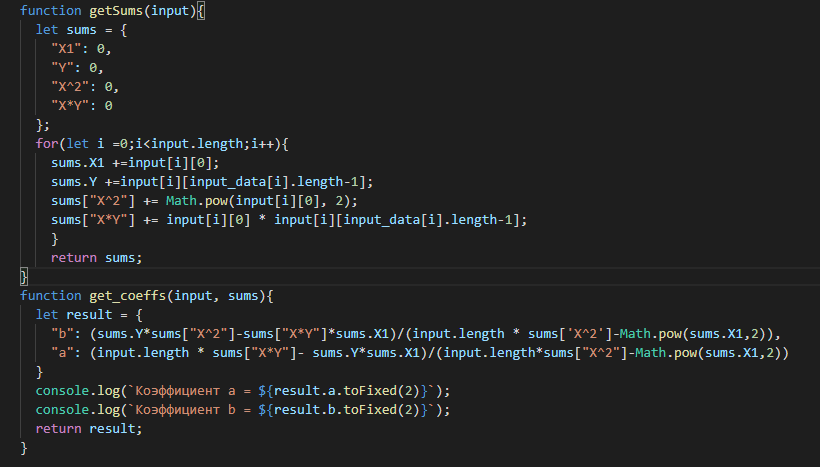 function getSums(input){
  let sums = {
    "X1": 0,
    "Y": 0,
    "X^2": 0,
    "X*Y": 0
  };
  for(let i =0;i<input.length;i++){
    sums.X1 +=input[i][0];
    sums.Y +=input[i][input_data[i].length-1];
    sums["X^2"] += Math.pow(input[i][0], 2);
    sums["X*Y"] += input[i][0] * input[i][input_data[i].length-1];
    }
    return sums;
}
function get_coeffs(input, sums){
  let result = {
    "b": (sums.Y*sums["X^2"]-sums["X*Y"]*sums.X1)/(input.length * sums['X^2']-Math.pow(sums.X1,2)),
    "a": (input.length * sums["X*Y"]- sums.Y*sums.X1)/(input.length*sums["X^2"]-Math.pow(sums.X1,2))
  }
  console.log(`Коэффициент a = ${result.a.toFixed(2)}`);
  console.log(`Коэффициент b = ${result.b.toFixed(2)}`);
  return result;
}